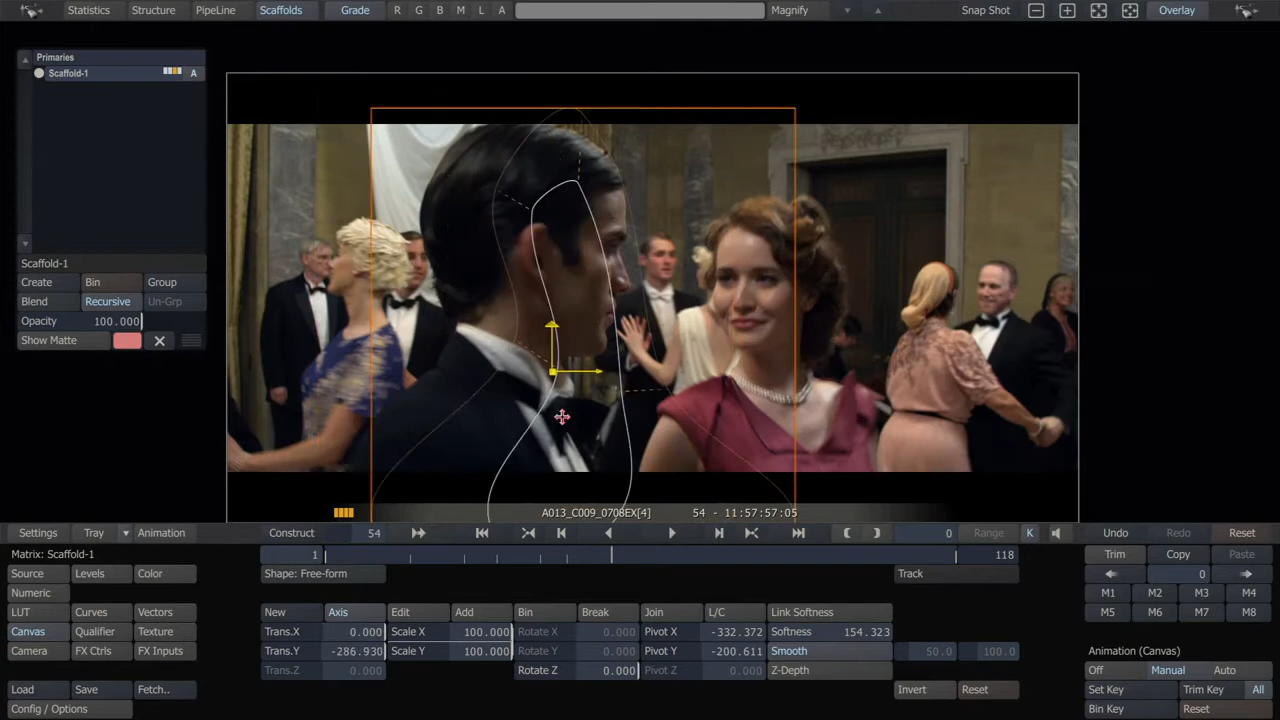 Statistics Structure PipeLine Scaffolds Grade R G B M L A Magnify Snap Shot Overlay
Primaries
Scaffold-1 A
Scaffold-1
Create Bin Group
Blend Recursive Un-Grp
Opacity 100.000
Show Matte
A013_C009_0708EX[4] 54 - 11:57:57:05
Settings Tray Animation Construct 54 0 Range K Undo Redo Reset
Matrix: Scaffold-1 1 118 Trim Copy Paste
Source Levels Color Shape: Free-form Track 0
Numeric M1 M2 M3 M4
LUT Curves Vectors New Axis Edit Add Bin Break Join L/C Link Softness M5 M6 M7 M8
Canvas Qualifier Texture Trans.X 0.000 Scale X 100.000 Rotate X 0.000 Pivot X -332.372 Softness 154.323
Camera FX Ctrls FX Inputs Trans.Y -286.930 Scale Y 100.000 Rotate Y 0.000 Pivot Y -200.611 Smooth 50.0 100.0 Animation (Canvas)
Trans.Z 0.000 Rotate Z 0.000 Pivot Z 0.000 Z-Depth Off Manual Auto
Load Save Fetch.. Invert Reset Set Key Trim Key All
Config / Options Bin Key Reset